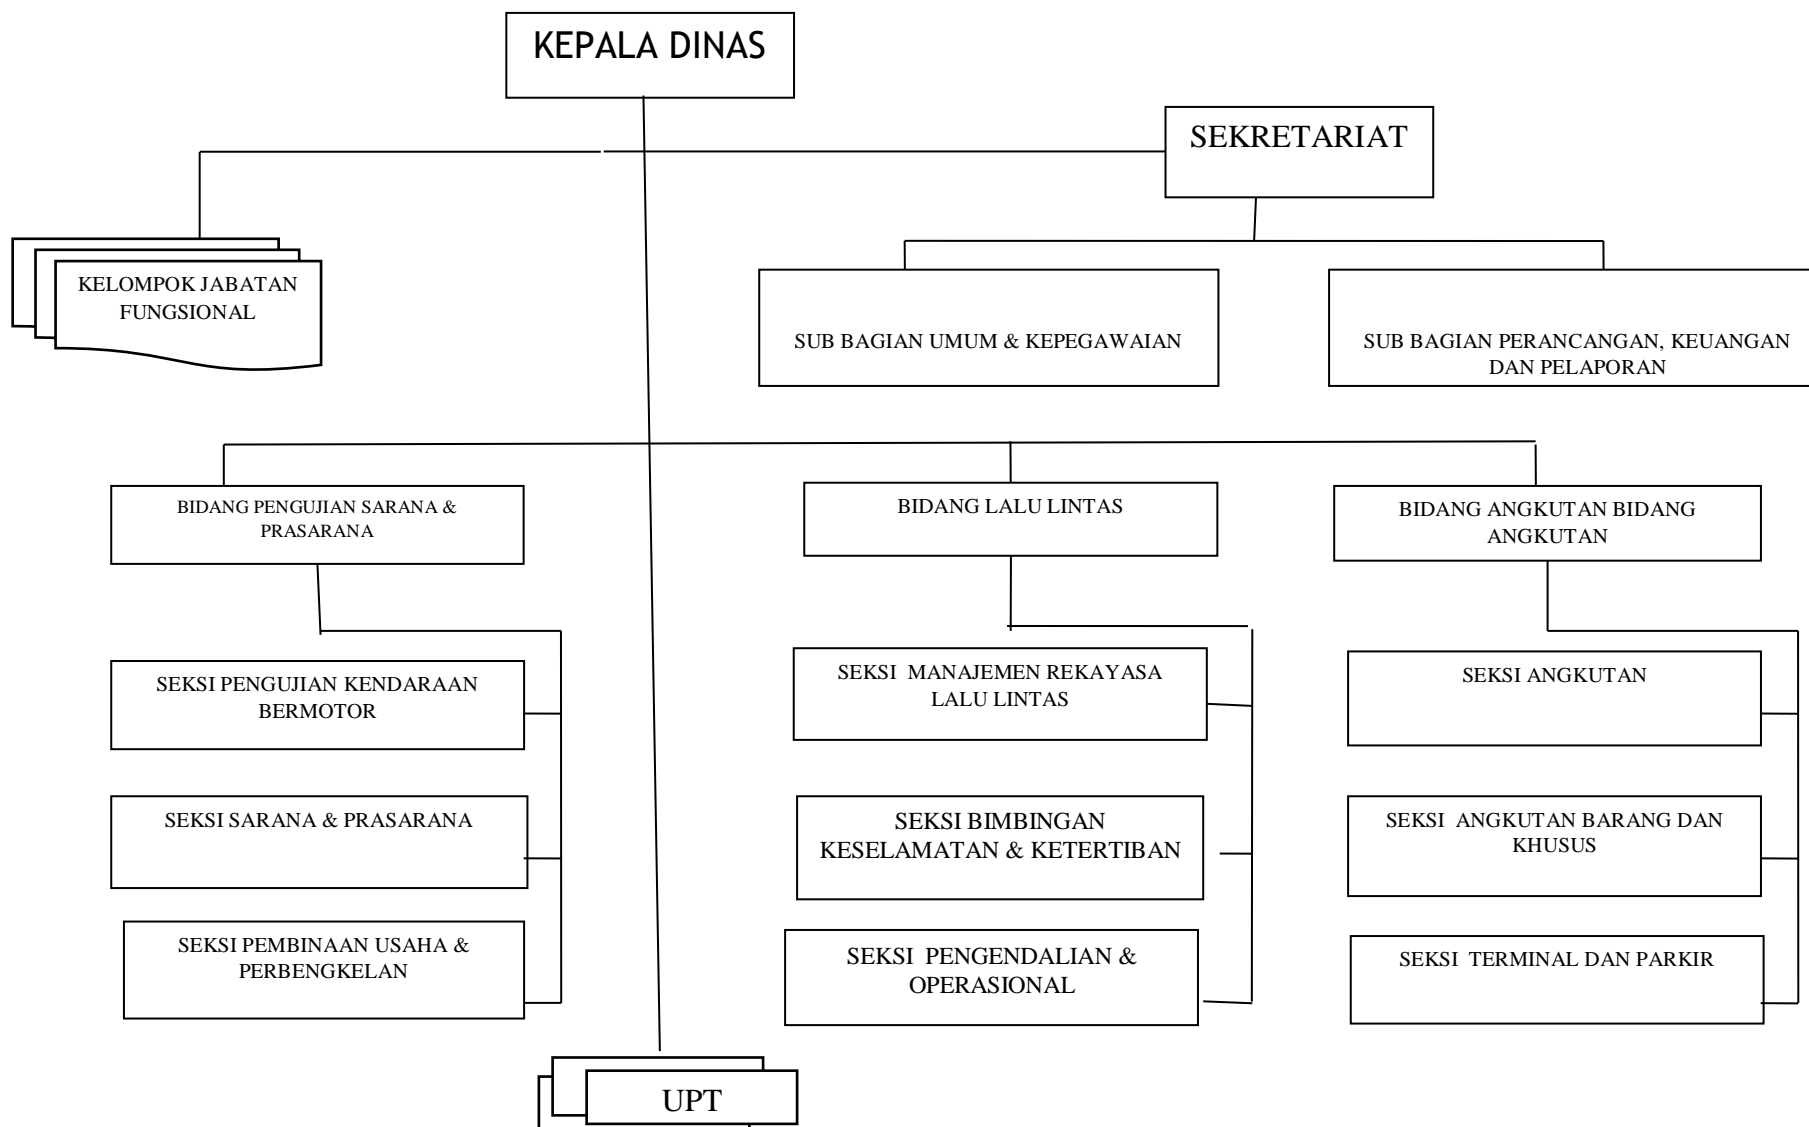 KEPALA DINAS
SEKRETARIAT
KELOMPOK JABATAN
FUNGSIONAL
SUB BAGIAN UMUM & KEPEGAWAIAN
SUB BAGIAN PERANCANGAN, KEUANGAN
DAN PELAPORAN
BIDANG PENGUJIAN SARANA &
PRASARANA
BIDANG LALU LINTAS
BIDANG ANGKUTAN BIDANG
ANGKUTAN
SEKSI PENGUJIAN KENDARAAN
BERMOTOR
SEKSI MANAJEMEN REKAYASA
LALU LINTAS
SEKSI ANGKUTAN
SEKSI SARANA & PRASARANA
SEKSI BIMBINGAN
KESELAMATAN & KETERTIBAN
SEKSI ANGKUTAN BARANG DAN
KHUSUS
SEKSI PEMBINAAN USAHA &
PERBENGKELAN
SEKSI PENGENDALIAN &
OPERASIONAL
SEKSI TERMINAL DAN PARKIR
UPT